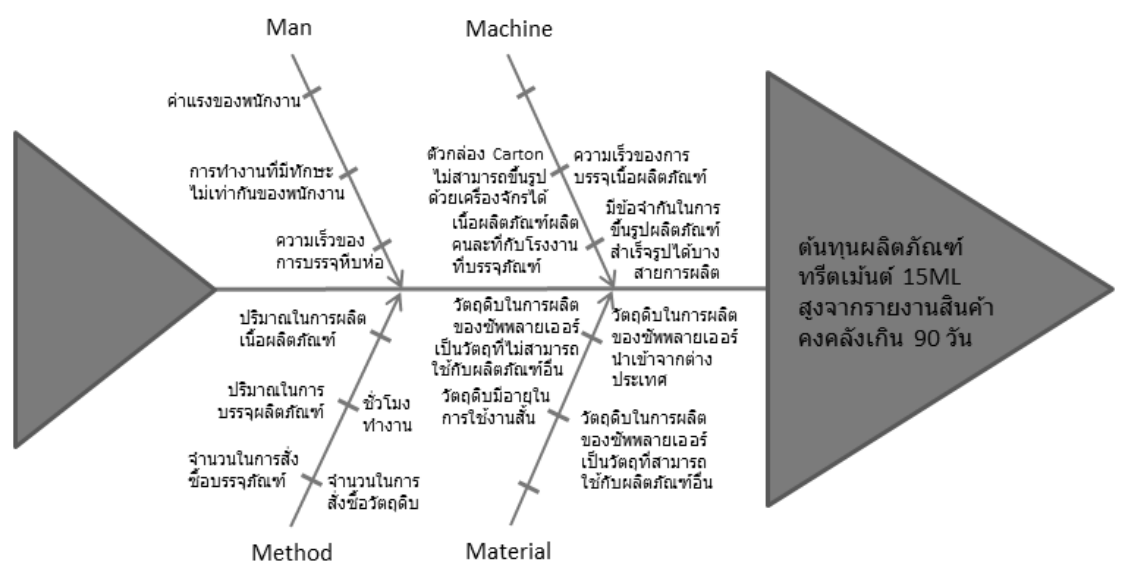 Man
Machine
ค่าแรงของพนักงาน
การทำงานที่มีทักษะ
ไม่เท่ากันของพนักงาน
ความเร็วของ
การบรรจุหีบห่อ
ตัวกล่อง Carton
ไม่สามารถขึ้นรูป
ด้วยเครื่องจักรได้
ความเร็วของการ
บรรจุเนื้อผลิตภัณฑ์
เนื้อผลิตภัณฑ์ผลิต
คนละที่กับโรงงาน
ที่บรรจุภัณฑ์
มีข้อจำกันในการ
ขึ้นรูปผลิตภัณฑ์
สำเร็จรูปได้บาง
สายการผลิต
ต้นทุนผลิตภัณฑ์
ทรีตเม้นต์ 15ML
สูงจากรายงานสินค้า
คงคลังเกิน 90 วัน
ปริมาณในการผลิต
เนื้อผลิตภัณฑ์
ปริมาณในการ
บรรจุผลิตภัณฑ์
ชั่วโมง
ทำงาน
จำนวนในการสั่ง
ซื้อบรรจุภัณฑ์
จำนวนในการ
สั่งซื้อวัตถุดิบ
วัตถุดิบในการผลิต
ของซัพพลายเออร์
เป็นวัตถุที่ไม่สามารถ
ใช้กับผลิตภัณฑ์อื่น
วัตถุดิบในการผลิต
ของซัพพลายเออร์
นำเข้าจากต่าง
ประเทศ
วัตถุดิบมีอายุใน
การใช้งานสั้น
วัตถุดิบในการผลิต
ของซัพพลายเออร์
เป็นวัตถุที่สามารถ
ใช้กับผลิตภัณฑ์อื่น
Method
Material